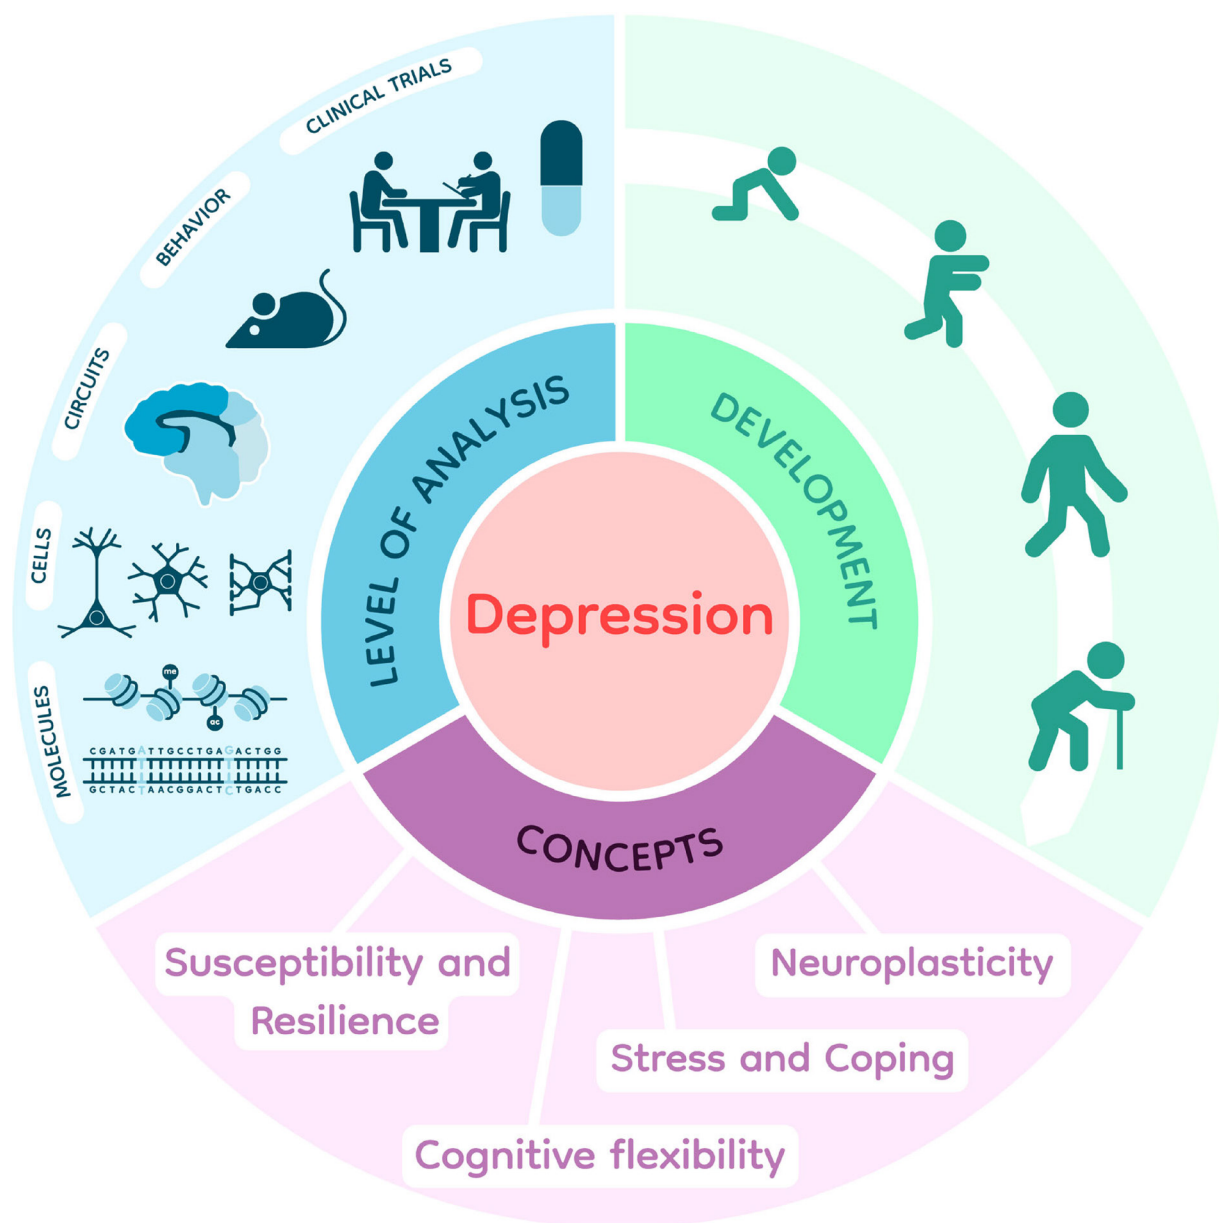 CLINICAL TRIALS
BEHAVIOR
CIRCUITS
CELLS
MOLECULES
me
ac
CGATGATTGCCTGAGACTGG
GCTACTAACGGACTCTGACC
LEVEL OF ANALYSIS
DEVELOPMENT
Depression
CONCEPTS
Susceptibility and
Resilience
Neuroplasticity
Stress and Coping
Cognitive flexibility